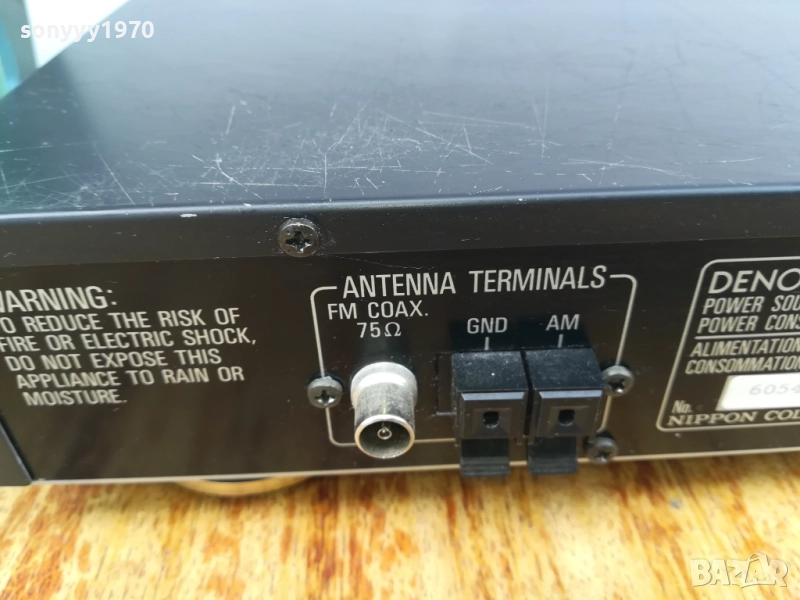 sonyyy1970
WARNING:
TO REDUCE THE RISK OF
FIRE OR ELECTRIC SHOCK,
DO NOT EXPOSE THIS
APPLIANCE TO RAIN OR
MOISTURE.
ANTENNA TERMINALS
FM COAX.
75Ω
GND
AM
DENO
POWER SOU
POWER CONS
ALIMENTATION
CONSOMMATION
No. 6054
NIPPON COL
BAZAR